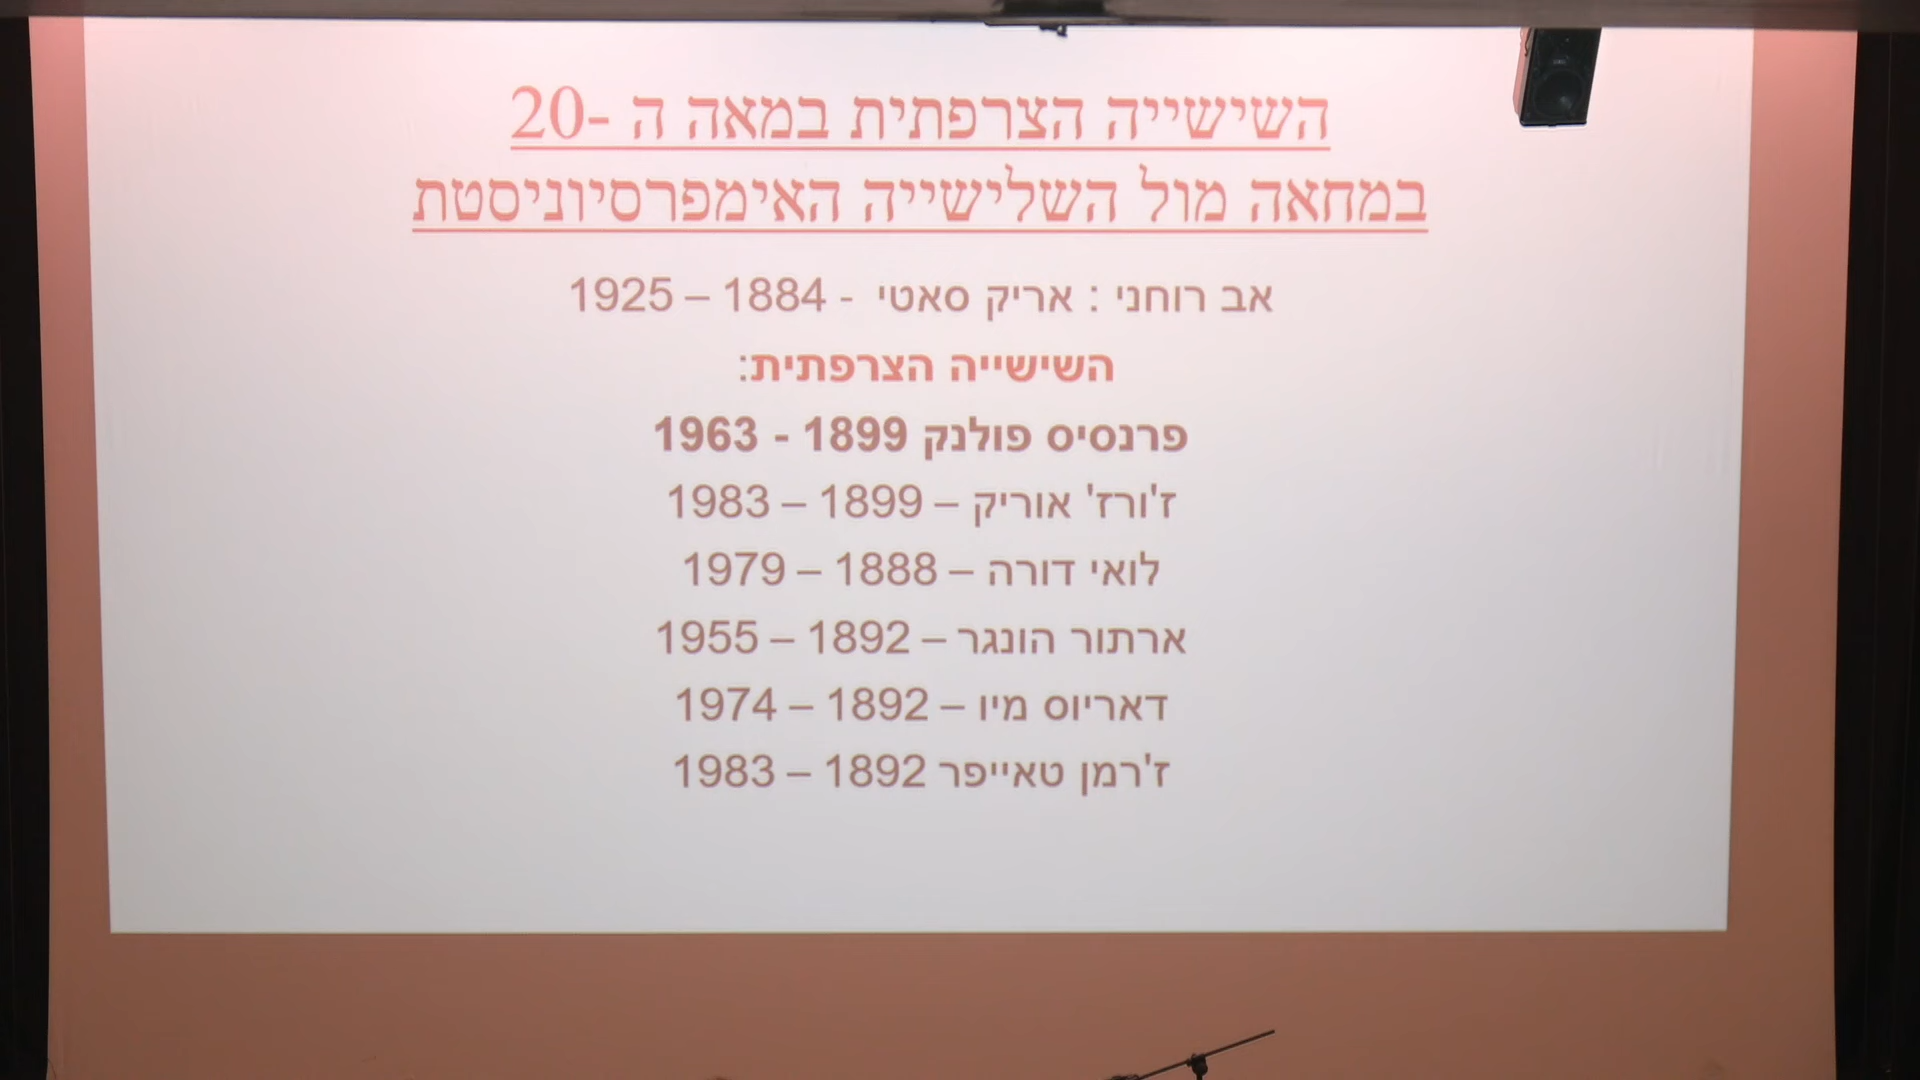 השישייה הצרפתית במאה ה -20
במחאה מול השלישייה האימפרסיוניסטת
אב רוחני : אריק סאטי - 1884 – 1925
השישייה הצרפתית:
פרנסיס פולנק 1899 - 1963
ז'ורז' אוריק – 1899 – 1983
לואי דורה – 1888 – 1979
ארתור הונגר – 1892 – 1955
דאריוס מיו – 1892 – 1974
ז'רמן טאייפר 1892 – 1983